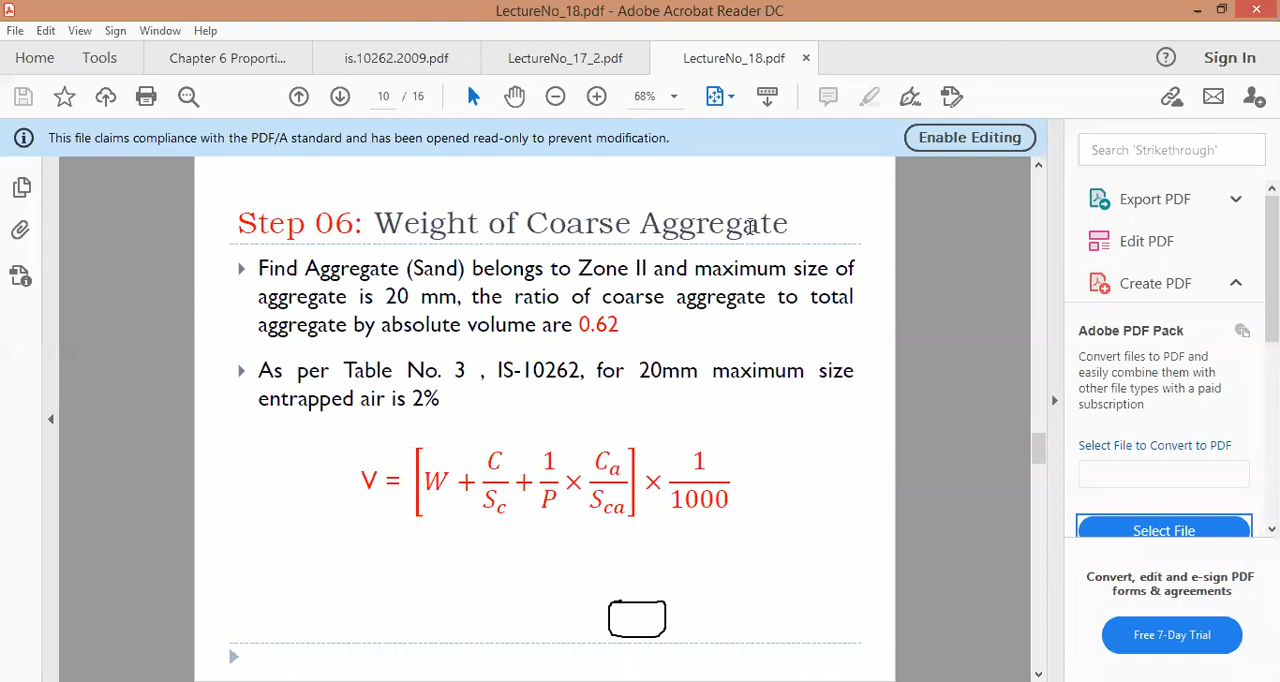 LectureNo_18.pdf - Adobe Acrobat Reader DC
File Edit View Sign Window Help
Home Tools Chapter 6 Proporti... is.10262.2009.pdf LectureNo_17_2.pdf LectureNo_18.pdf × Sign In
10 / 16 68%
This file claims compliance with the PDF/A standard and has been opened read-only to prevent modification. Enable Editing
Step 06: Weight of Coarse Aggregate
Find Aggregate (Sand) belongs to Zone II and maximum size of
aggregate is 20 mm, the ratio of coarse aggregate to total
aggregate by absolute volume are 0.62
As per Table No. 3 , IS-10262, for 20mm maximum size
entrapped air is 2%
V = [W + C/S_c + 1/P × C_a/S_ca] × 1/1000
Search 'Strikethrough'
Export PDF
Edit PDF
Create PDF
Adobe PDF Pack
Convert files to PDF and
easily combine them with
other file types with a paid
subscription
Select File to Convert to PDF
Select File
Convert, edit and e-sign PDF
forms & agreements
Free 7-Day Trial